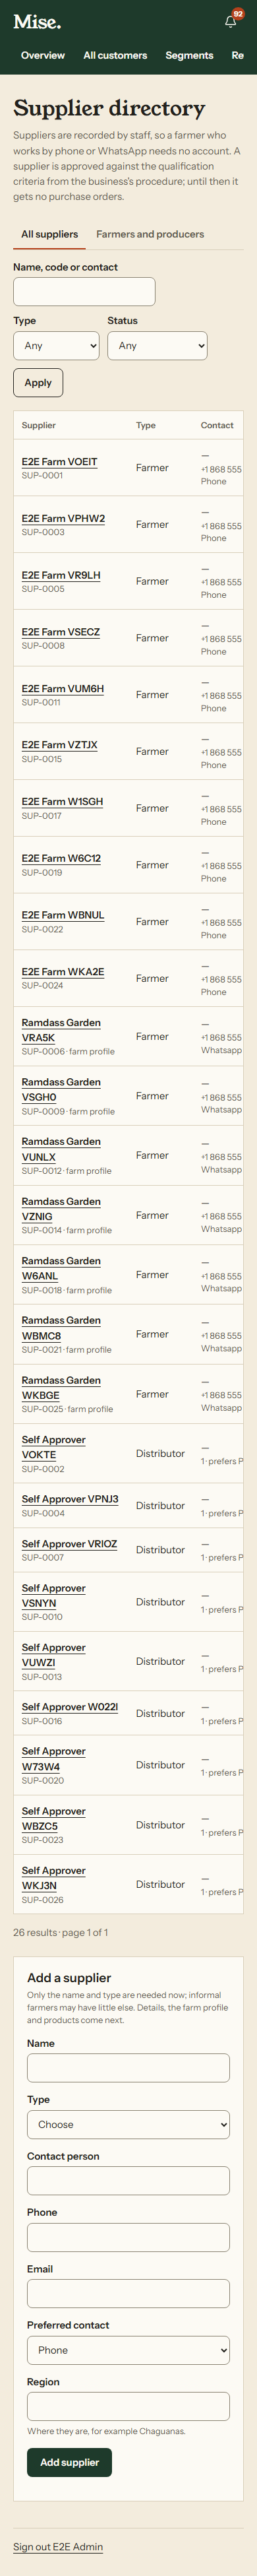 Mise.
92
Overview All customers Segments Re
Supplier directory
Suppliers are recorded by staff, so a farmer who
works by phone or WhatsApp needs no account. A
supplier is approved against the qualification
criteria from the business's procedure; until then it
gets no purchase orders.
All suppliers Farmers and producers
Name, code or contact
Type Status
Any Any
Apply
Supplier Type Contact
E2E Farm VOEIT Farmer —
SUP-0001 +1 868 555
Phone
E2E Farm VPHW2 Farmer —
SUP-0003 +1 868 555
Phone
E2E Farm VR9LH Farmer —
SUP-0005 +1 868 555
Phone
E2E Farm VSECZ Farmer —
SUP-0008 +1 868 555
Phone
E2E Farm VUM6H Farmer —
SUP-0011 +1 868 555
Phone
E2E Farm VZTJX Farmer —
SUP-0015 +1 868 555
Phone
E2E Farm W1SGH Farmer —
SUP-0017 +1 868 555
Phone
E2E Farm W6C12 Farmer —
SUP-0019 +1 868 555
Phone
E2E Farm WBNUL Farmer —
SUP-0022 +1 868 555
Phone
E2E Farm WKA2E Farmer —
SUP-0024 +1 868 555
Phone
Ramdass Garden —
VRA5K Farmer +1 868 555
SUP-0006 · farm profile Whatsapp
Ramdass Garden —
VSGH0 Farmer +1 868 555
SUP-0009 · farm profile Whatsapp
Ramdass Garden —
VUNLX Farmer +1 868 555
SUP-0012 · farm profile Whatsapp
Ramdass Garden —
VZNIG Farmer +1 868 555
SUP-0014 · farm profile Whatsapp
Ramdass Garden —
W6ANL Farmer +1 868 555
SUP-0018 · farm profile Whatsapp
Ramdass Garden —
WBMC8 Farmer +1 868 555
SUP-0021 · farm profile Whatsapp
Ramdass Garden —
WKBGE Farmer +1 868 555
SUP-0025 · farm profile Whatsapp
Self Approver —
VOKTE Distributor 1 · prefers P
SUP-0002
Self Approver VPNJ3 Distributor —
SUP-0004 1 · prefers P
Self Approver VRIOZ Distributor —
SUP-0007 1 · prefers P
Self Approver —
VSNYN Distributor 1 · prefers P
SUP-0010
Self Approver —
VUWZI Distributor 1 · prefers P
SUP-0013
Self Approver W022I Distributor —
SUP-0016 1 · prefers P
Self Approver —
W73W4 Distributor 1 · prefers P
SUP-0020
Self Approver —
WBZC5 Distributor 1 · prefers P
SUP-0023
Self Approver —
WKJ3N Distributor 1 · prefers P
SUP-0026
26 results · page 1 of 1
Add a supplier
Only the name and type are needed now; informal
farmers may have little else. Details, the farm profile
and products come next.
Name
Type
Choose
Contact person
Phone
Email
Preferred contact
Phone
Region
Where they are, for example Chaguanas.
Add supplier
Sign out E2E Admin